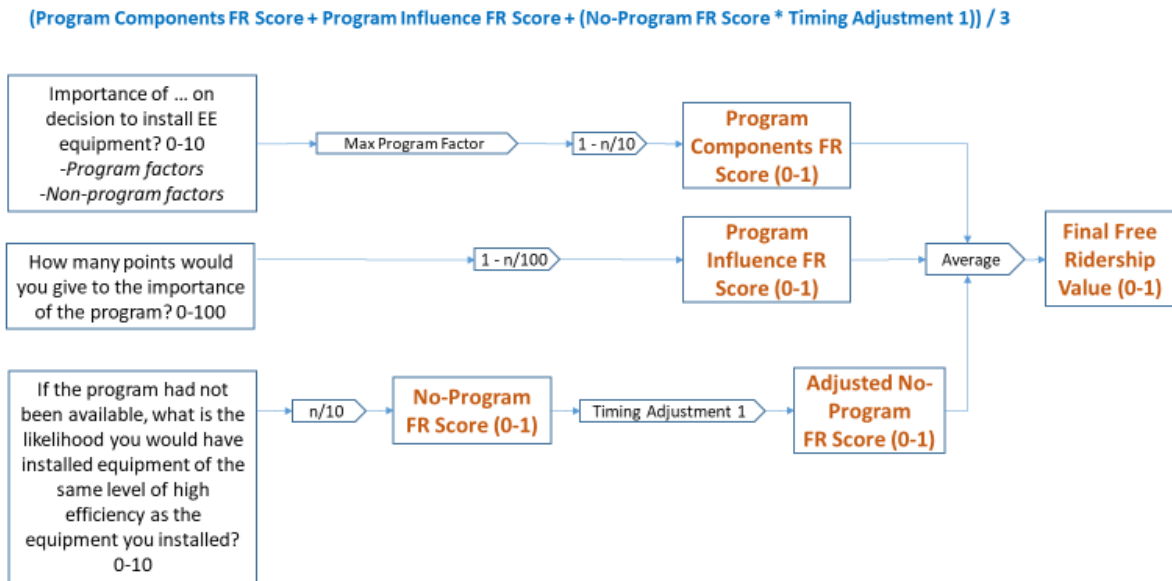 (Program Components FR Score + Program Influence FR Score + (No-Program FR Score * Timing Adjustment 1)) / 3
Importance of ... on
decision to install EE
equipment? 0-10
-Program factors
-Non-program factors
Max Program Factor
1 - n/10
Program
Components FR
Score (0-1)
How many points would
you give to the importance
of the program? 0-100
1 - n/100
Program
Influence FR
Score (0-1)
Average
Final Free
Ridership
Value (0-1)
If the program had not
been available, what is the
likelihood you would have
installed equipment of the
same level of high
efficiency as the
equipment you installed?
0-10
n/10
No-Program
FR Score (0-1)
Timing Adjustment 1
Adjusted No-
Program
FR Score (0-1)